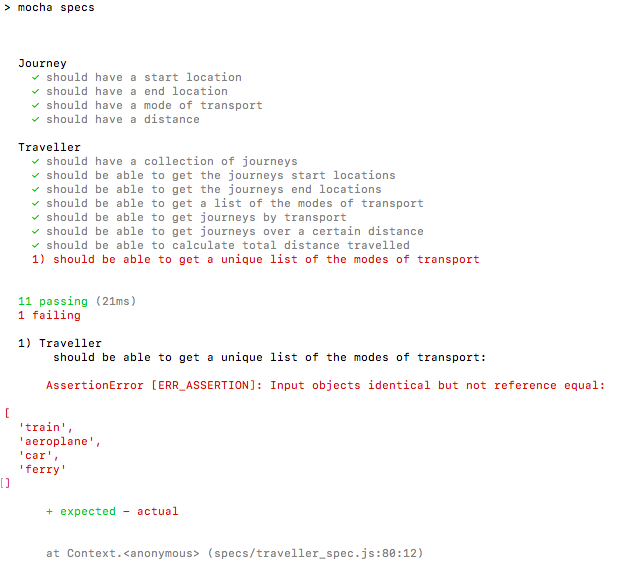 > mocha specs
Journey
✓ should have a start location
✓ should have a end location
✓ should have a mode of transport
✓ should have a distance
Traveller
✓ should have a collection of journeys
✓ should be able to get the journeys start locations
✓ should be able to get the journeys end locations
✓ should be able to get a list of the modes of transport
✓ should be able to get journeys by transport
✓ should be able to get journeys over a certain distance
✓ should be able to calculate total distance travelled
1) should be able to get a unique list of the modes of transport
11 passing (21ms)
1 failing
1) Traveller
should be able to get a unique list of the modes of transport:
AssertionError [ERR_ASSERTION]: Input objects identical but not reference equal:
[
'train',
'aeroplane',
'car',
'ferry'
[]
+ expected - actual
at Context.<anonymous> (specs/traveller_spec.js:80:12)